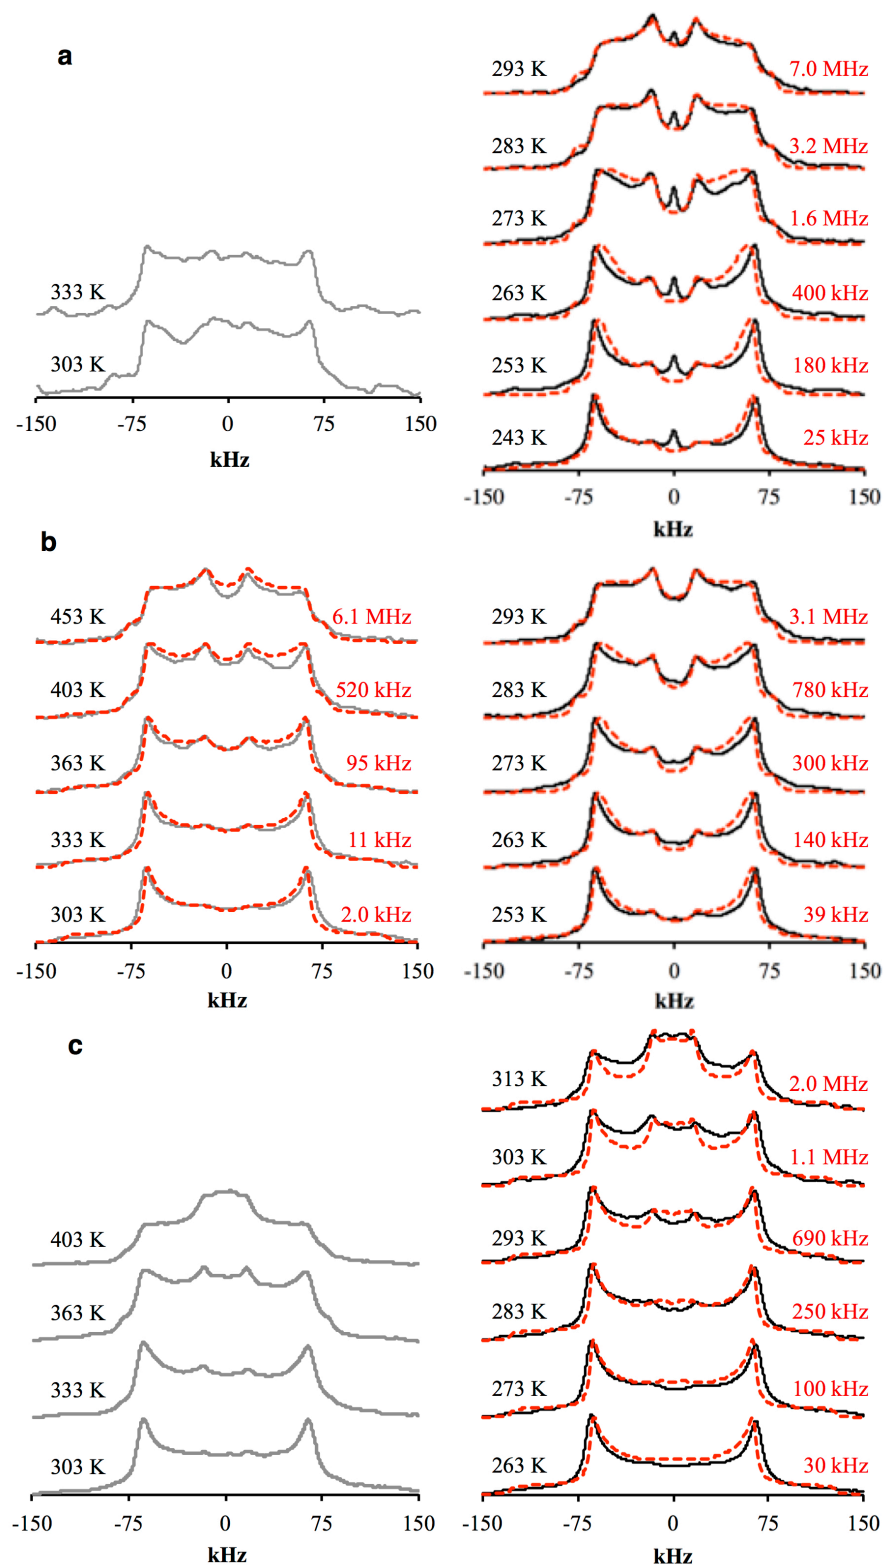 a
333 K
303 K
-150 -75 0 75 150
kHz
293 K 7.0 MHz
283 K 3.2 MHz
273 K 1.6 MHz
263 K 400 kHz
253 K 180 kHz
243 K 25 kHz
-150 -75 0 75 150
kHz
b
453 K 6.1 MHz
403 K 520 kHz
363 K 95 kHz
333 K 11 kHz
303 K 2.0 kHz
-150 -75 0 75 150
kHz
293 K 3.1 MHz
283 K 780 kHz
273 K 300 kHz
263 K 140 kHz
253 K 39 kHz
-150 -75 0 75 150
kHz
c
403 K
363 K
333 K
303 K
-150 -75 0 75 150
kHz
313 K 2.0 MHz
303 K 1.1 MHz
293 K 690 kHz
283 K 250 kHz
273 K 100 kHz
263 K 30 kHz
-150 -75 0 75 150
kHz